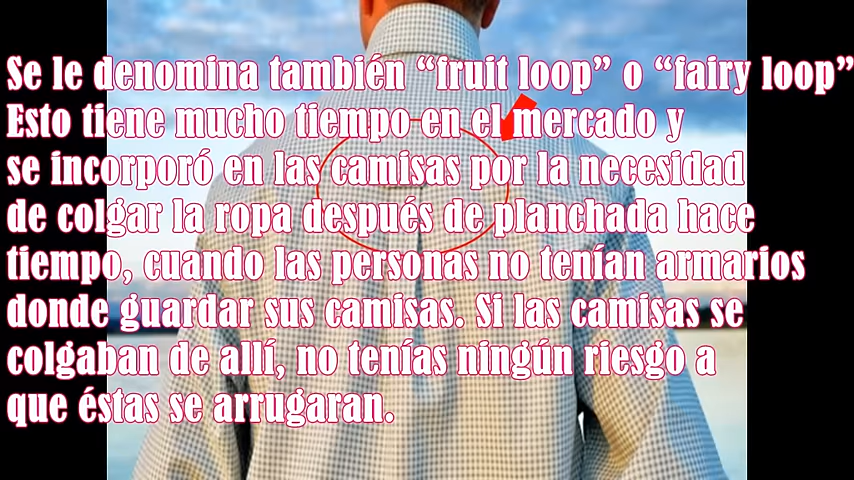 Se le denomina también “fruit loop” o “fairy loop”
Esto tiene mucho tiempo en el mercado y
se incorporó en las camisas por la necesidad
de colgar la ropa después de planchada hace
tiempo, cuando las personas no tenían armarios
donde guardar sus camisas. Si las camisas se
colgaban de allí, no tenías ningún riesgo a
que éstas se arrugaran.